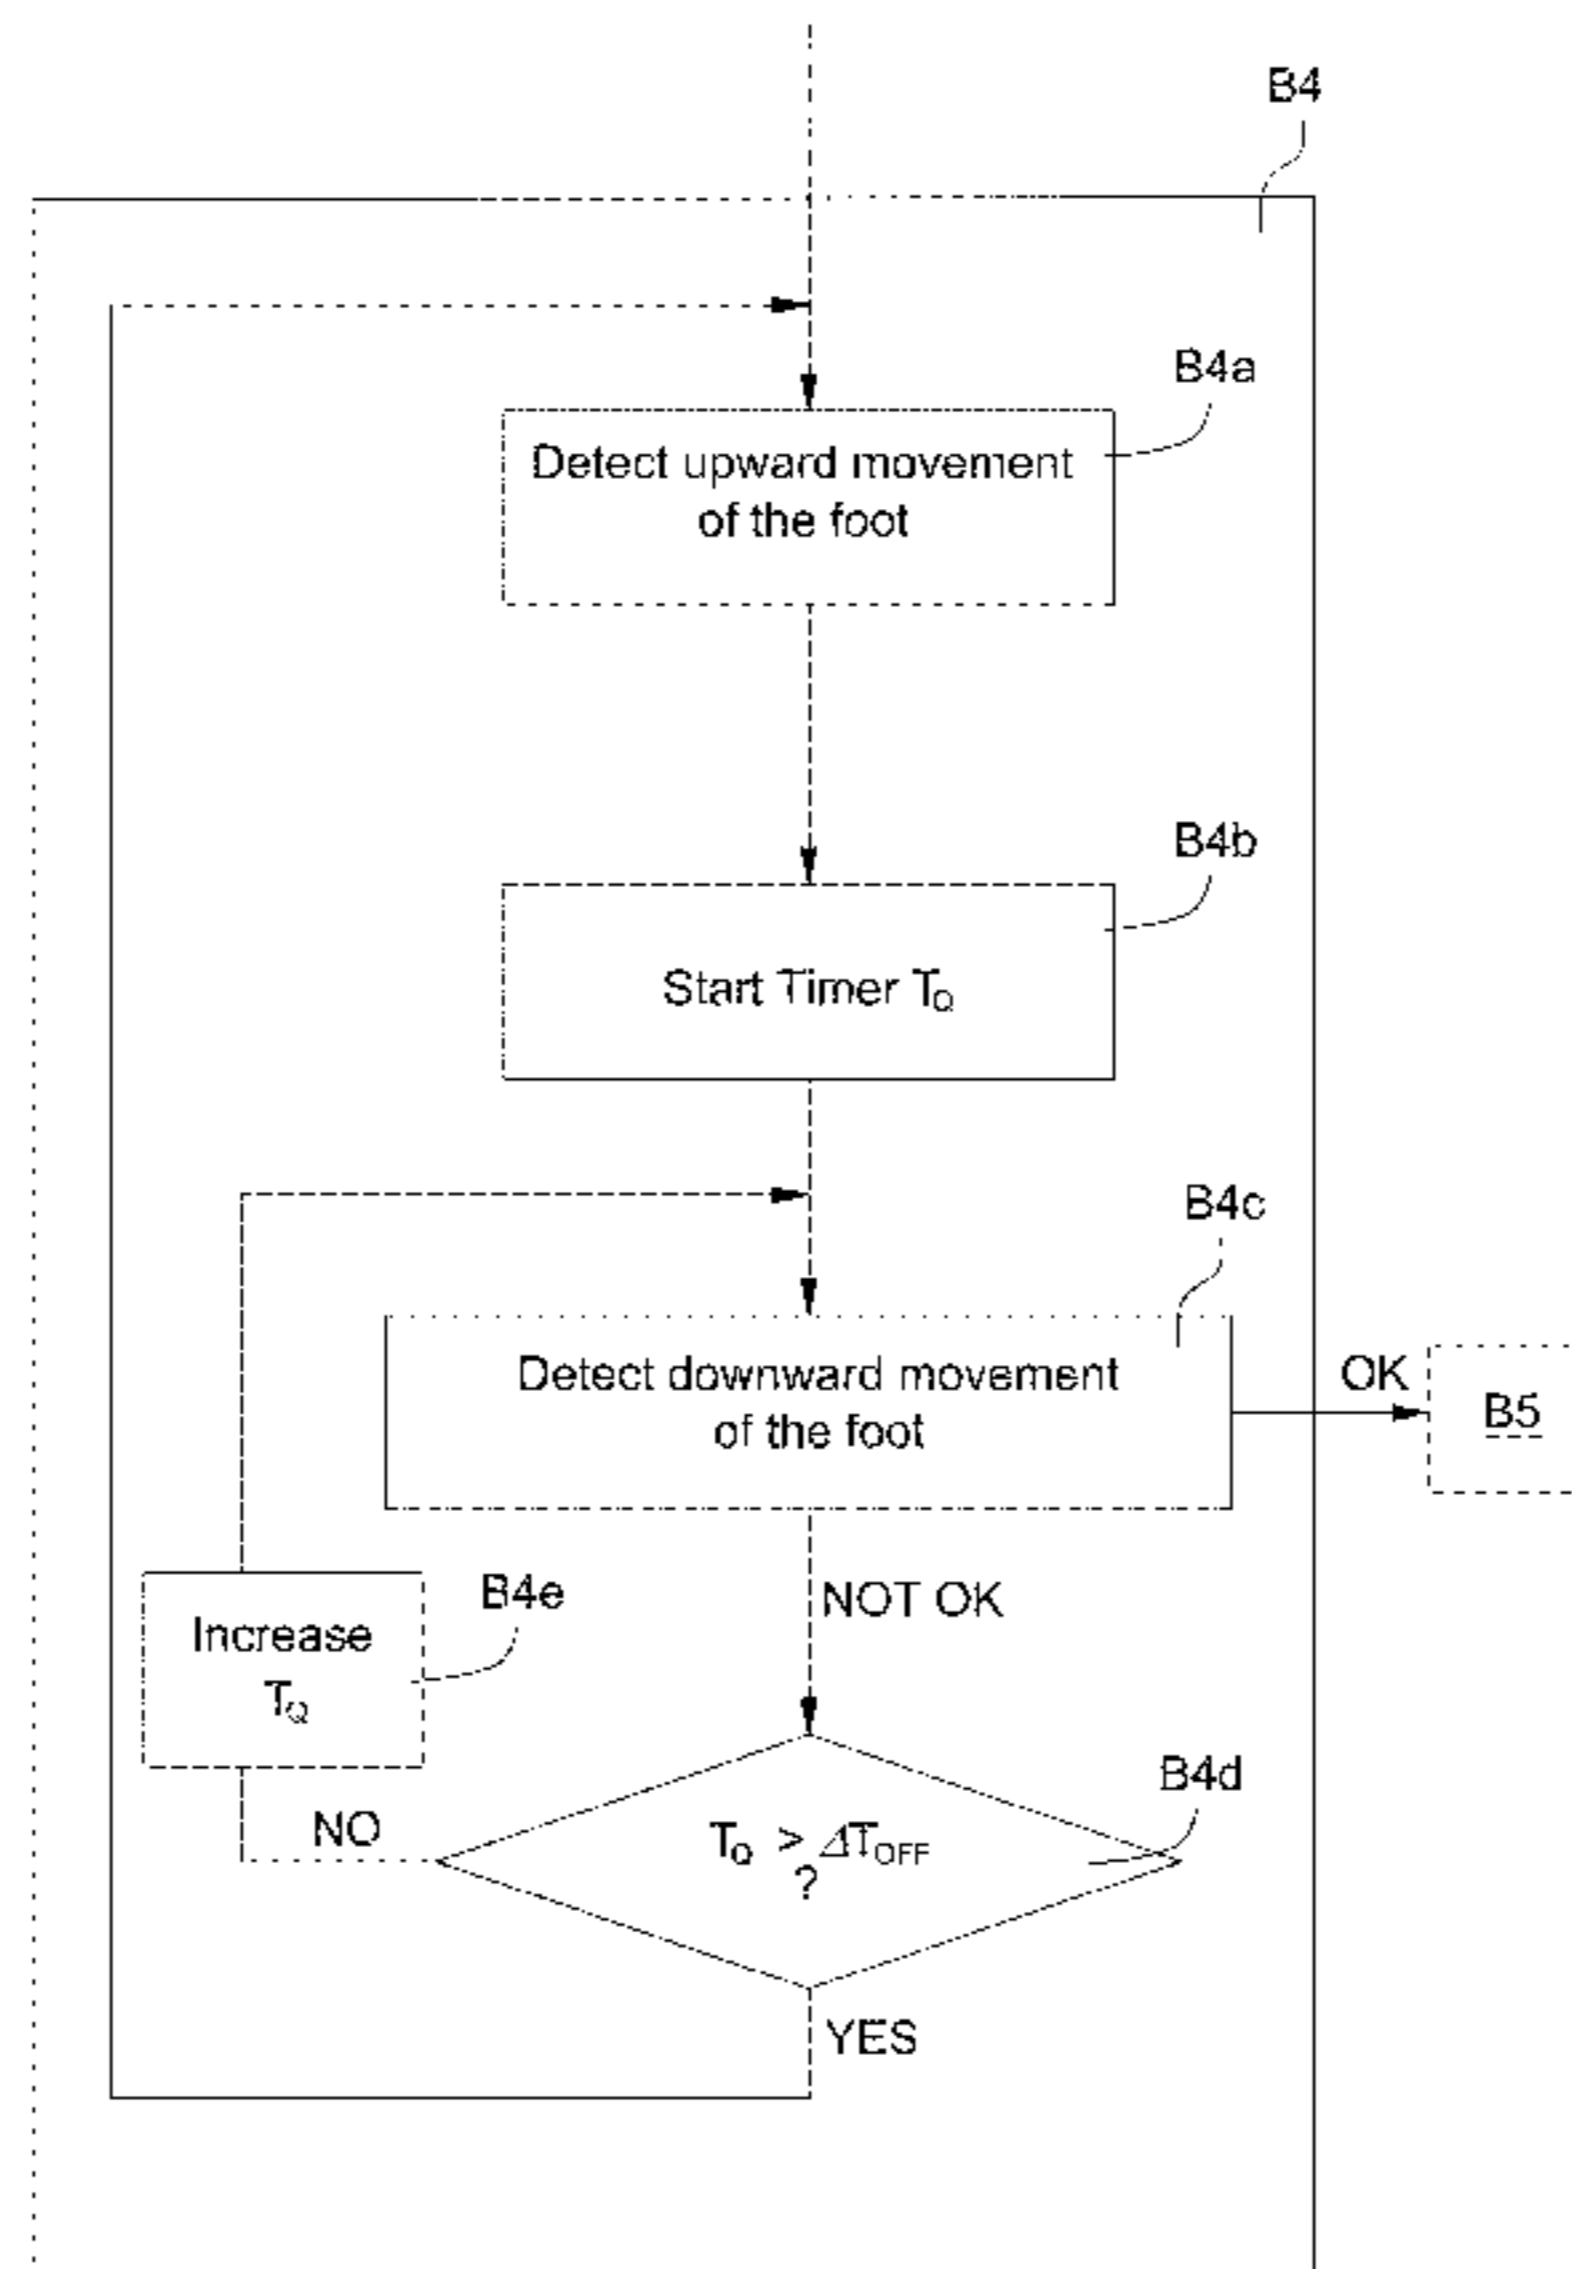 B4
B4a
Detect upward movement
of the foot
B4b
Start Timer TQ
B4c
Detect downward movement
of the foot
OK
B5
NOT OK
B4e
Increase
TQ
B4d
NO
TQ > ΔTOFF
?
YES